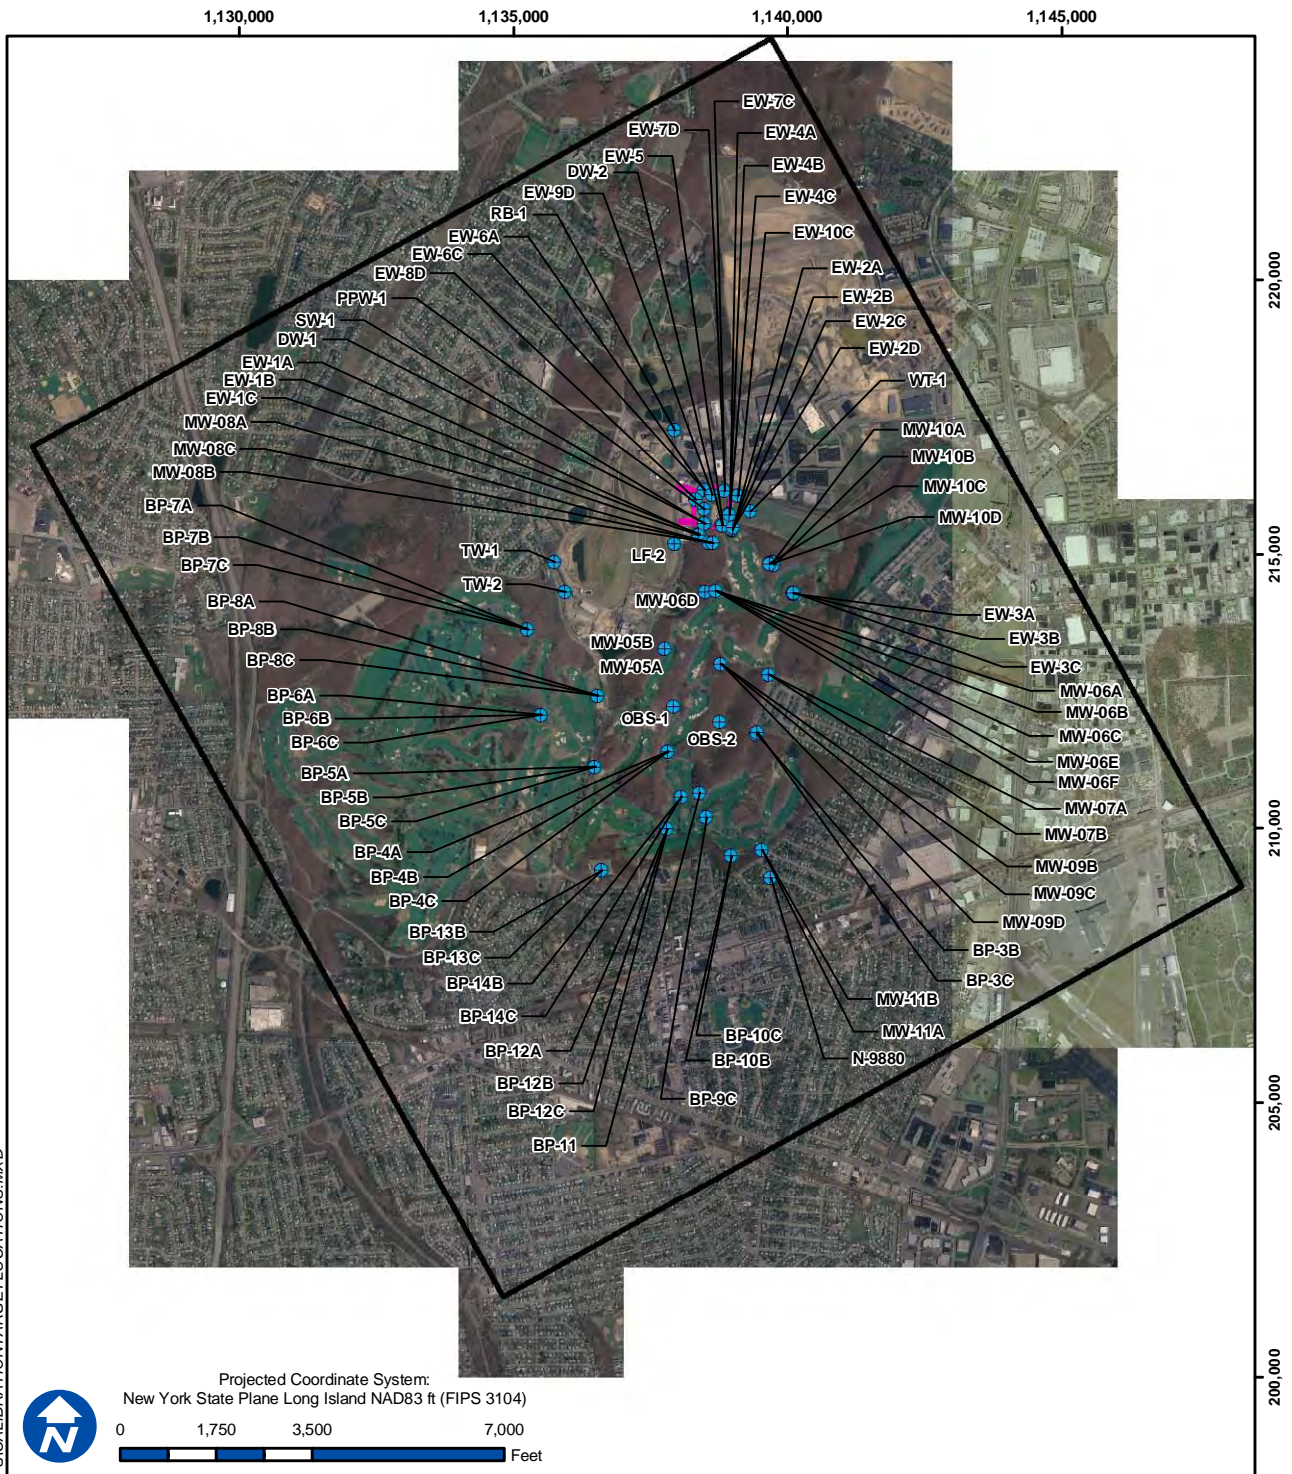 1,130,000
1,135,000
1,140,000
1,145,000
EW-7C
EW-7D
EW-4A
EW-5
EW-4B
DW-2
EW-9D
EW-4C
RB-1
EW-10C
EW-6A
EW-6C
EW-2A
EW-8D
220,000
PPW-1
EW-2B
SW-1
EW-2C
DW-1
EW-2D
EW-1A
EW-1B
WT-1
EW-1C
MW-08A
MW-10A
MW-08C
MW-10B
MW-08B
MW-10C
BP-7A
MW-10D
BP-7B
TW-1
LF-2
215,000
BP-7C
TW-2
BP-8A
MW-06D
EW-3A
BP-8B
EW-3B
MW-05B
BP-8C
MW-05A
EW-3C
BP-6A
MW-06A
BP-6B
OBS-1
MW-06B
BP-6C
OBS-2
MW-06C
BP-5A
MW-06E
MW-06F
BP-5B
MW-07A
BP-5C
MW-07B
210,000
BP-4A
MW-09B
BP-4B
MW-09C
BP-4C
MW-09D
BP-13B
BP-3B
BP-13C
BP-3C
BP-14B
MW-11B
BP-14C
MW-11A
BP-10C
BP-12A
BP-10B
N-9880
BP-12B
BP-9C
BP-12C
205,000
BP-11
200,000
Projected Coordinate System:
New York State Plane Long Island NAD83 ft (FIPS 3104)
0 1,750 3,500 7,000
Feet
N